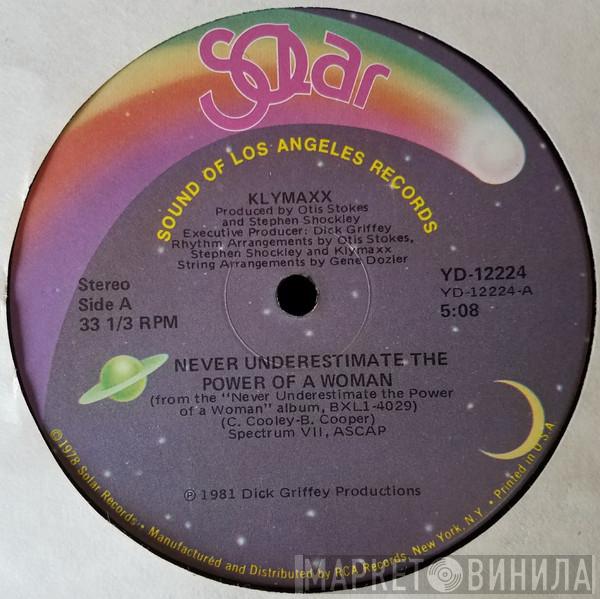 Solar
SOUND OF LOS ANGELES RECORDS
KLYMAXX
Produced by Otis Stokes
and Stephen Shockley
Executive Producer: Dick Griffey
Rhythm Arrangements by Otis Stokes,
Stephen Shockley and Klymaxx
String Arrangements by Gene Dozier
Stereo
Side A
33 1/3 RPM
YD-12224
YD-12224-A
5:08
NEVER UNDERESTIMATE THE
POWER OF A WOMAN
(from the "Never Underestimate the Power
of a Woman" album, BXL1-4029)
(C. Cooley-B. Cooper)
Spectrum VII, ASCAP
℗ 1981 Dick Griffey Productions
©1978 Solar Records • Manufactured and Distributed by RCA Records, New York, N.Y. • Printed in U.S.A
МАРКЕТ ВИНИЛА